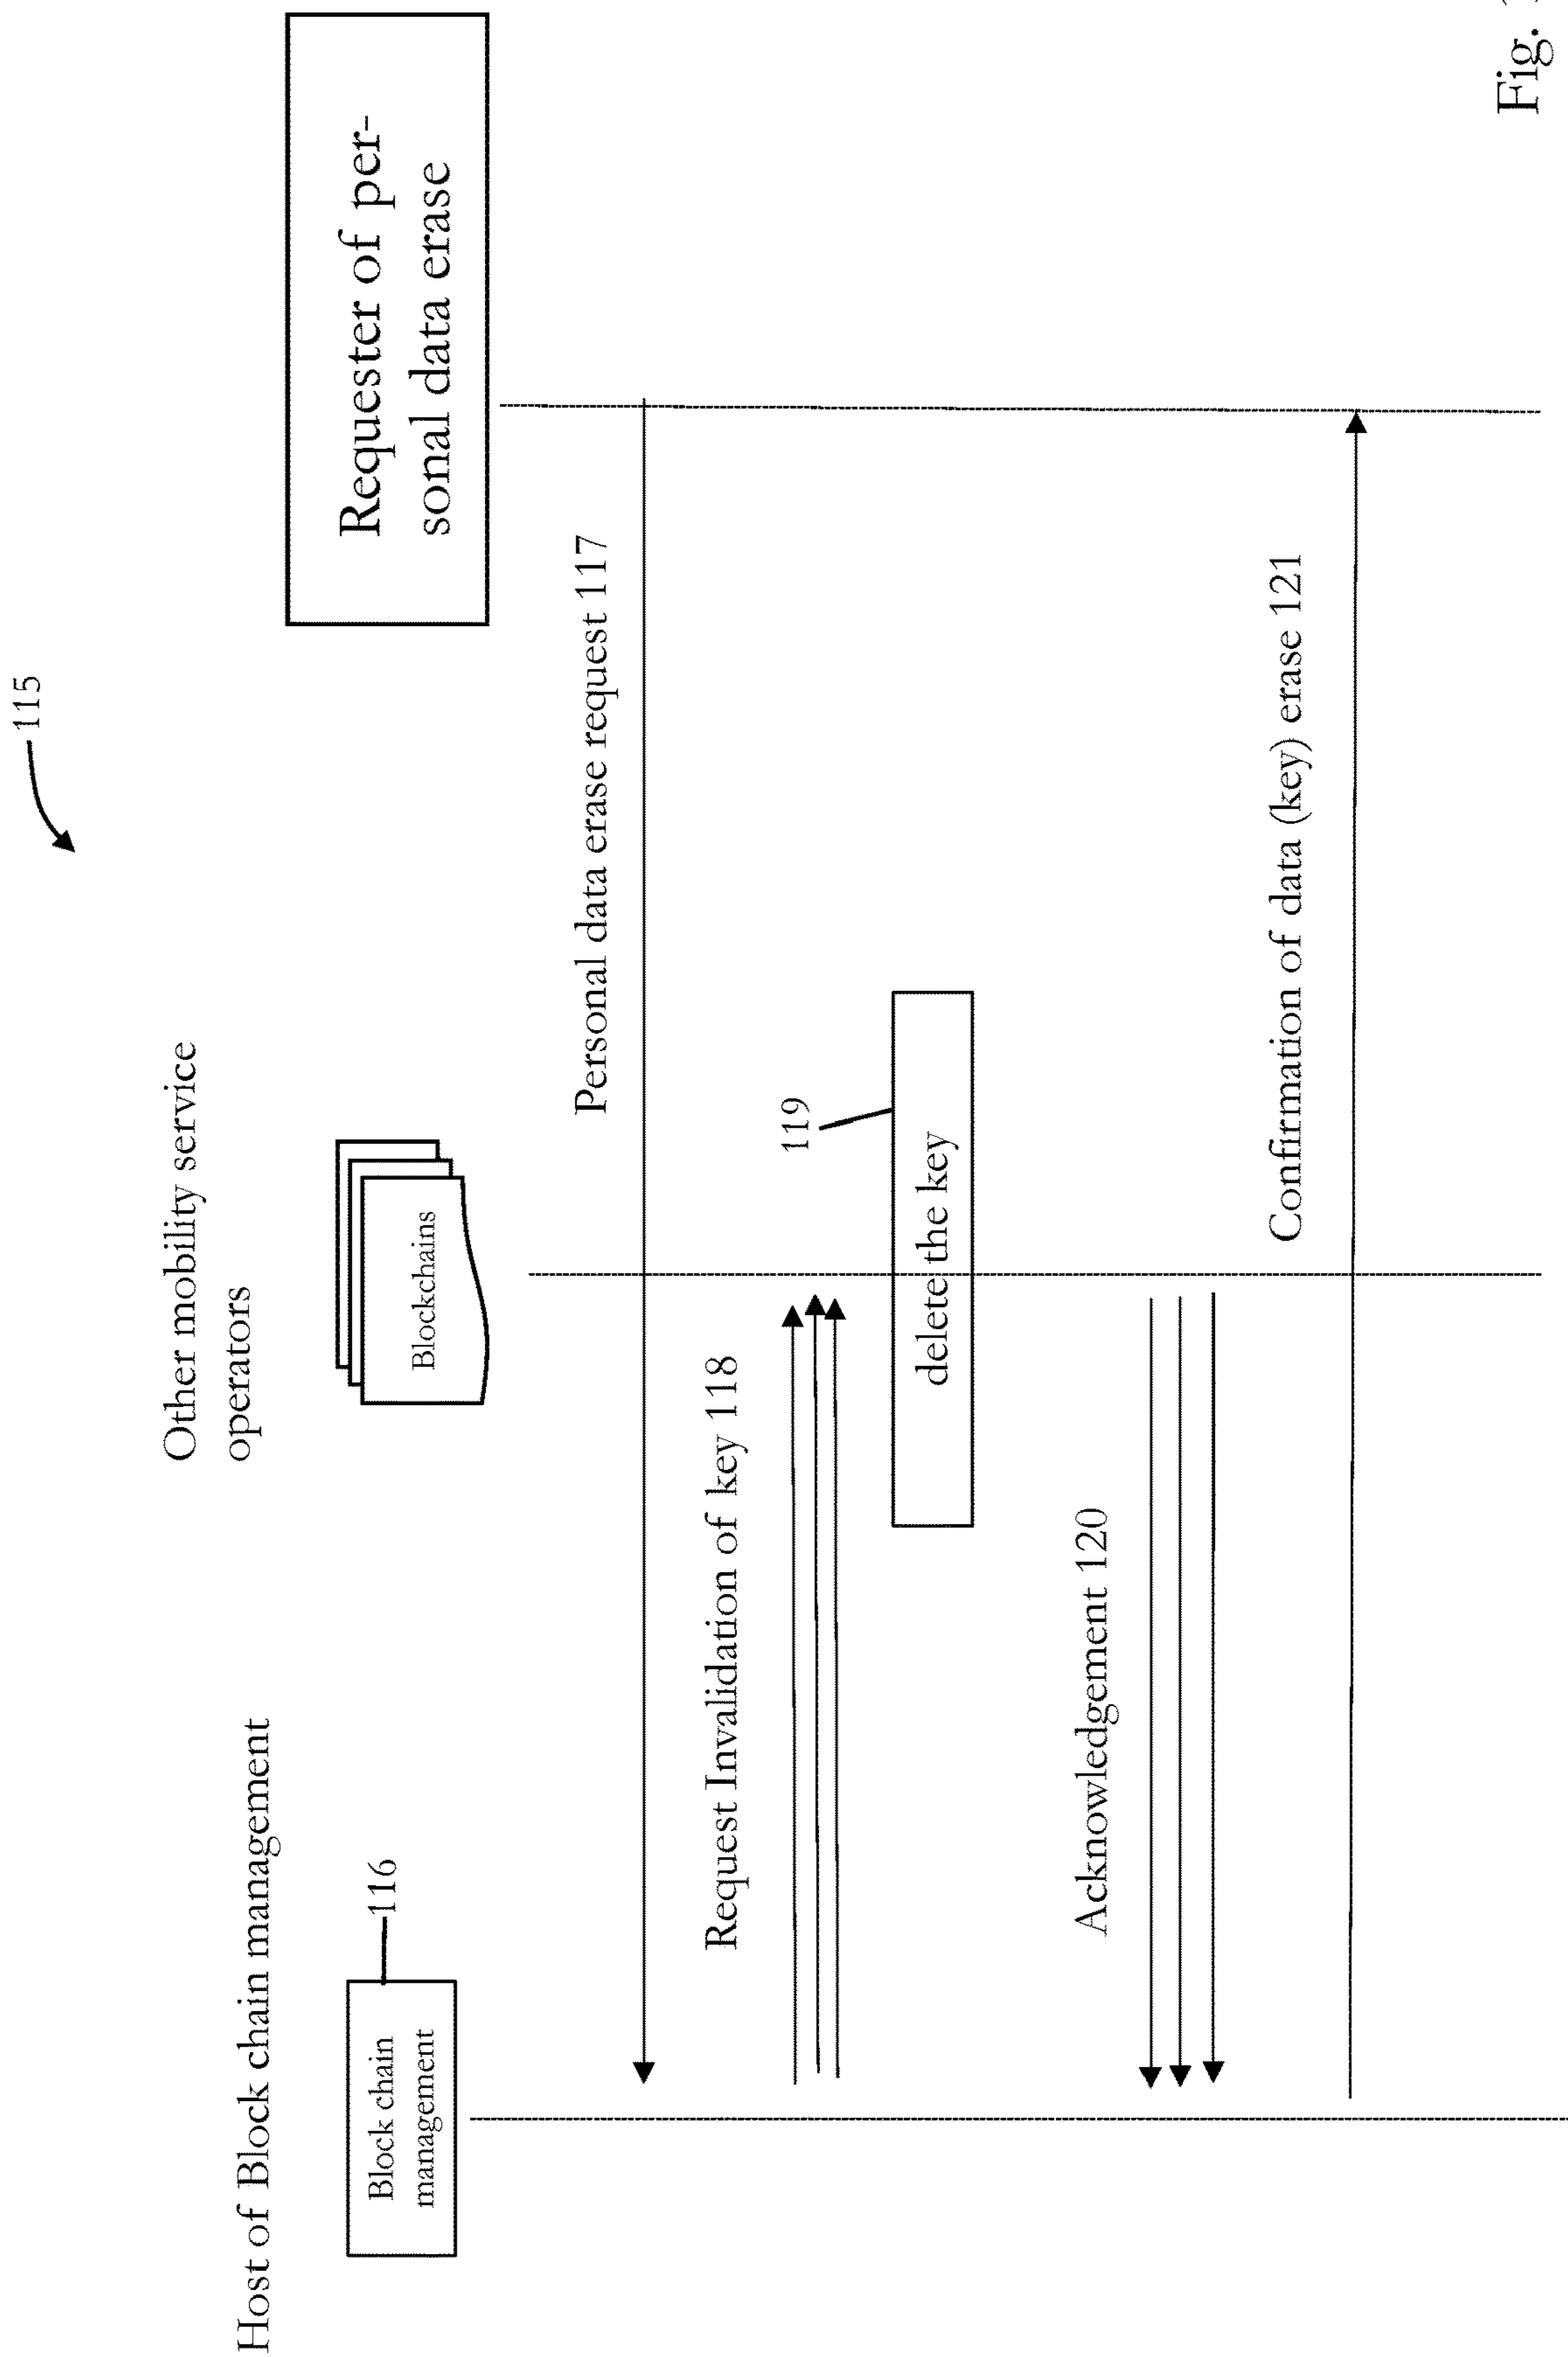 115
Other mobility service
operators
Host of Block chain management
Block chain
management
116
Blockchains
Requester of per-
sonal data erase
Personal data erase request 117
Request Invalidation of key 118
119
delete the key
Acknowledgement 120
Confirmation of data (key) erase 121
Fig.